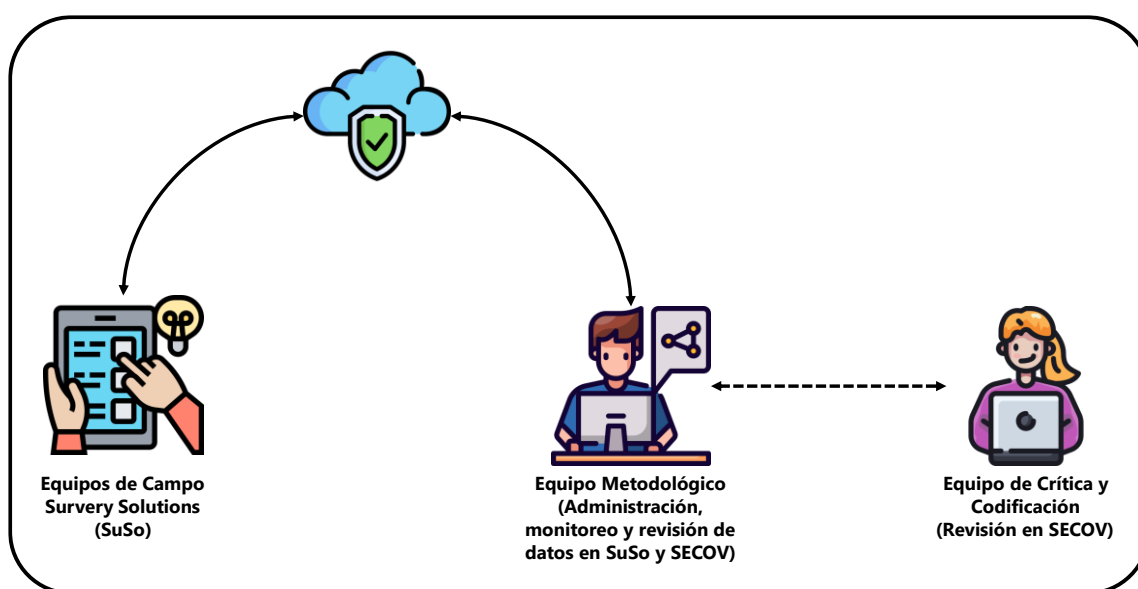 Equipos de Campo
Survery Solutions
(SuSo)
Equipo Metodológico
(Administración,
monitoreo y revisión de
datos en SuSo y SECOV)
Equipo de Crítica y
Codificación
(Revisión en SECOV)